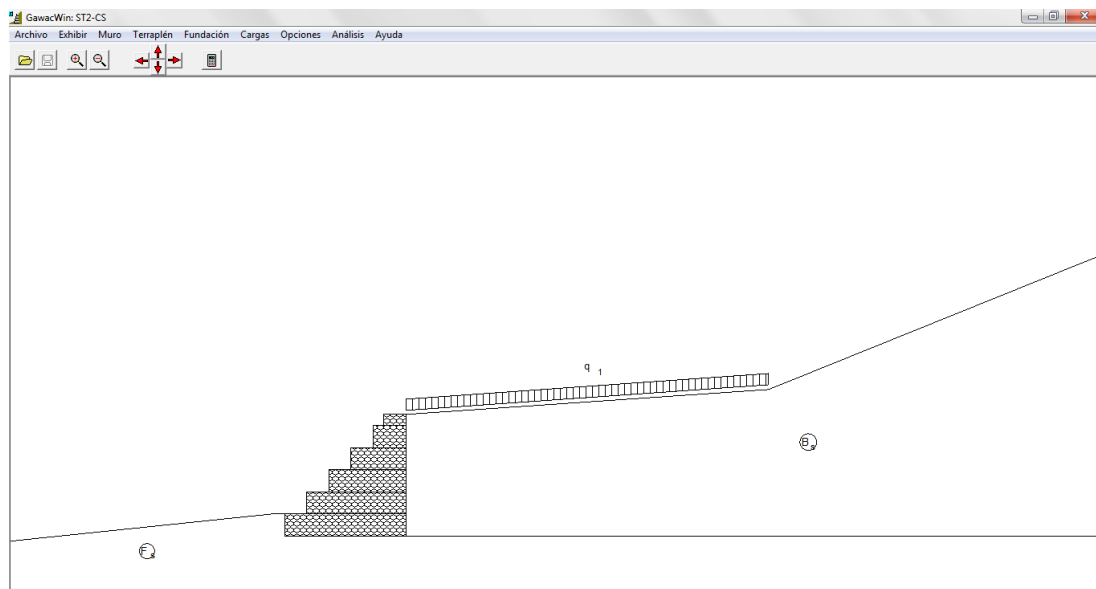 GawacWin: ST2-CS
Archivo Exhibir Muro Terraplén Fundación Cargas Opciones Análisis Ayuda
q 1
B s
F s